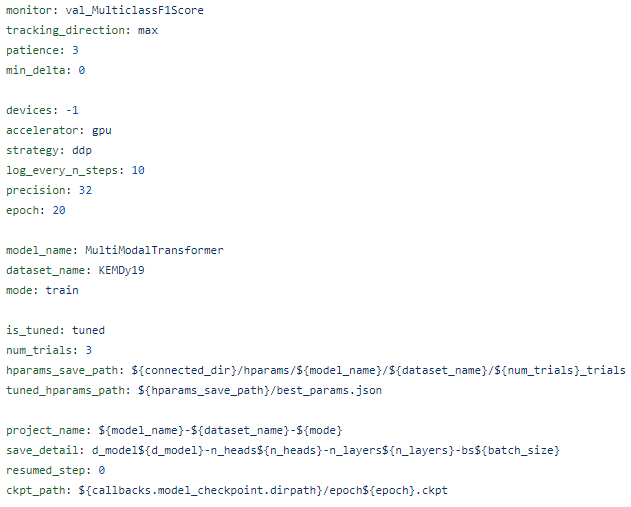 monitor: val_MulticlassF1Score
tracking_direction: max
patience: 3
min_delta: 0
devices: -1
accelerator: gpu
strategy: ddp
log_every_n_steps: 10
precision: 32
epoch: 20
model_name: MultiModalTransformer
dataset_name: KEMDy19
mode: train
is_tuned: tuned
num_trials: 3
hparams_save_path: ${connected_dir}/hparams/${model_name}/${dataset_name}/${num_trials}_trials
tuned_hparams_path: ${hparams_save_path}/best_params.json
project_name: ${model_name}-${dataset_name}-${mode}
save_detail: d_model${d_model}-n_heads${n_heads}-n_layers${n_layers}-bs${batch_size}
resumed_step: 0
ckpt_path: ${callbacks.model_checkpoint.dirpath}/epoch${epoch}.ckpt